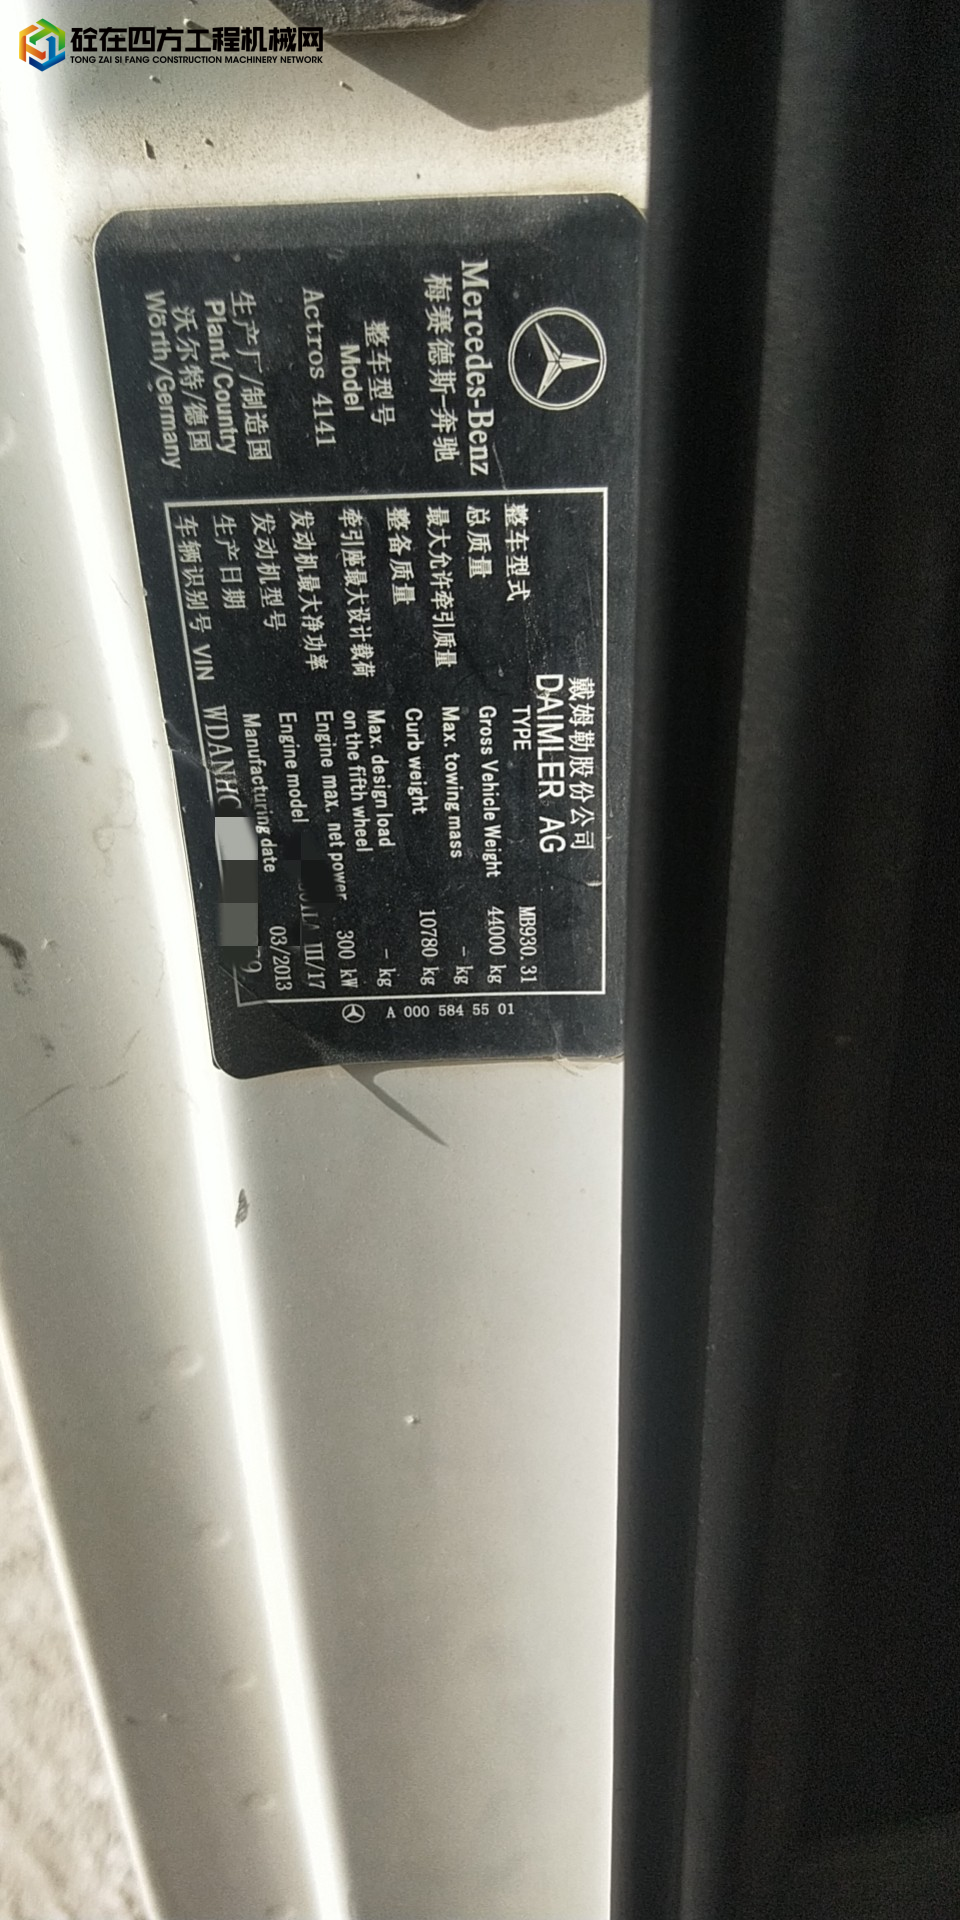 砼在四方工程机械网
TONG ZAI SI FANG CONSTRUCTION MACHINERY NETWORK
Mercedes-Benz
梅赛德斯-奔驰
整车型号
Model
Actros 4141
生产厂/制造国
Plant/Country
沃尔特/德国
Wörth/Germany
戴姆勒股份公司
DAIMLER AG
整车型式 TYPE MB930.31
总质量 Gross Vehicle Weight 44000 kg
最大允许牵引质量 Max. towing mass - kg
整备质量 Curb weight 10780 kg
牵引座最大设计载荷 Max. design load on the fifth wheel - kg
发动机最大净功率 Engine max. net power 300 kW
发动机型号 Engine model III/17
生产日期 Manufacturing date 03/2013
车辆识别号 VIN WDANHC
A 000 584 55 01